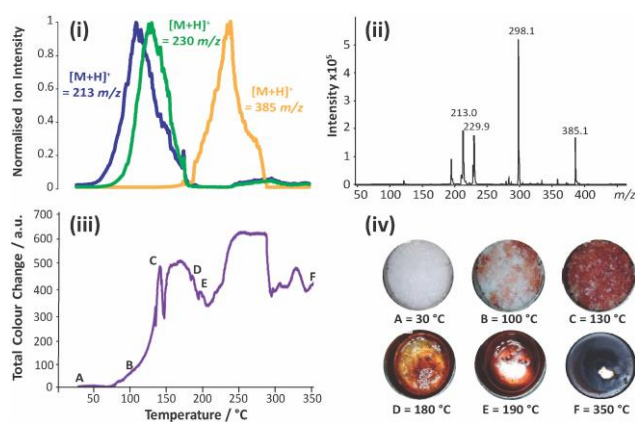 (i)
Normalised Ion Intensity
1
0.8
0.6
0.4
0.2
0
[M+H]⁺
= 213 m/z
[M+H]⁺
= 230 m/z
[M+H]⁺
= 385 m/z
(ii)
Intensity x10⁵
5
4
3
2
1
0
298.1
213.0
229.9
385.1
50 100 150 200 250 300 350 400 m/z
(iii)
Total Colour Change / a.u.
700
600
500
400
300
200
100
0
A
B
C
D
E
F
50 100 150 200 250 300 350
Temperature / °C
(iv)
A = 30 °C B = 100 °C C = 130 °C
D = 180 °C E = 190 °C F = 350 °C